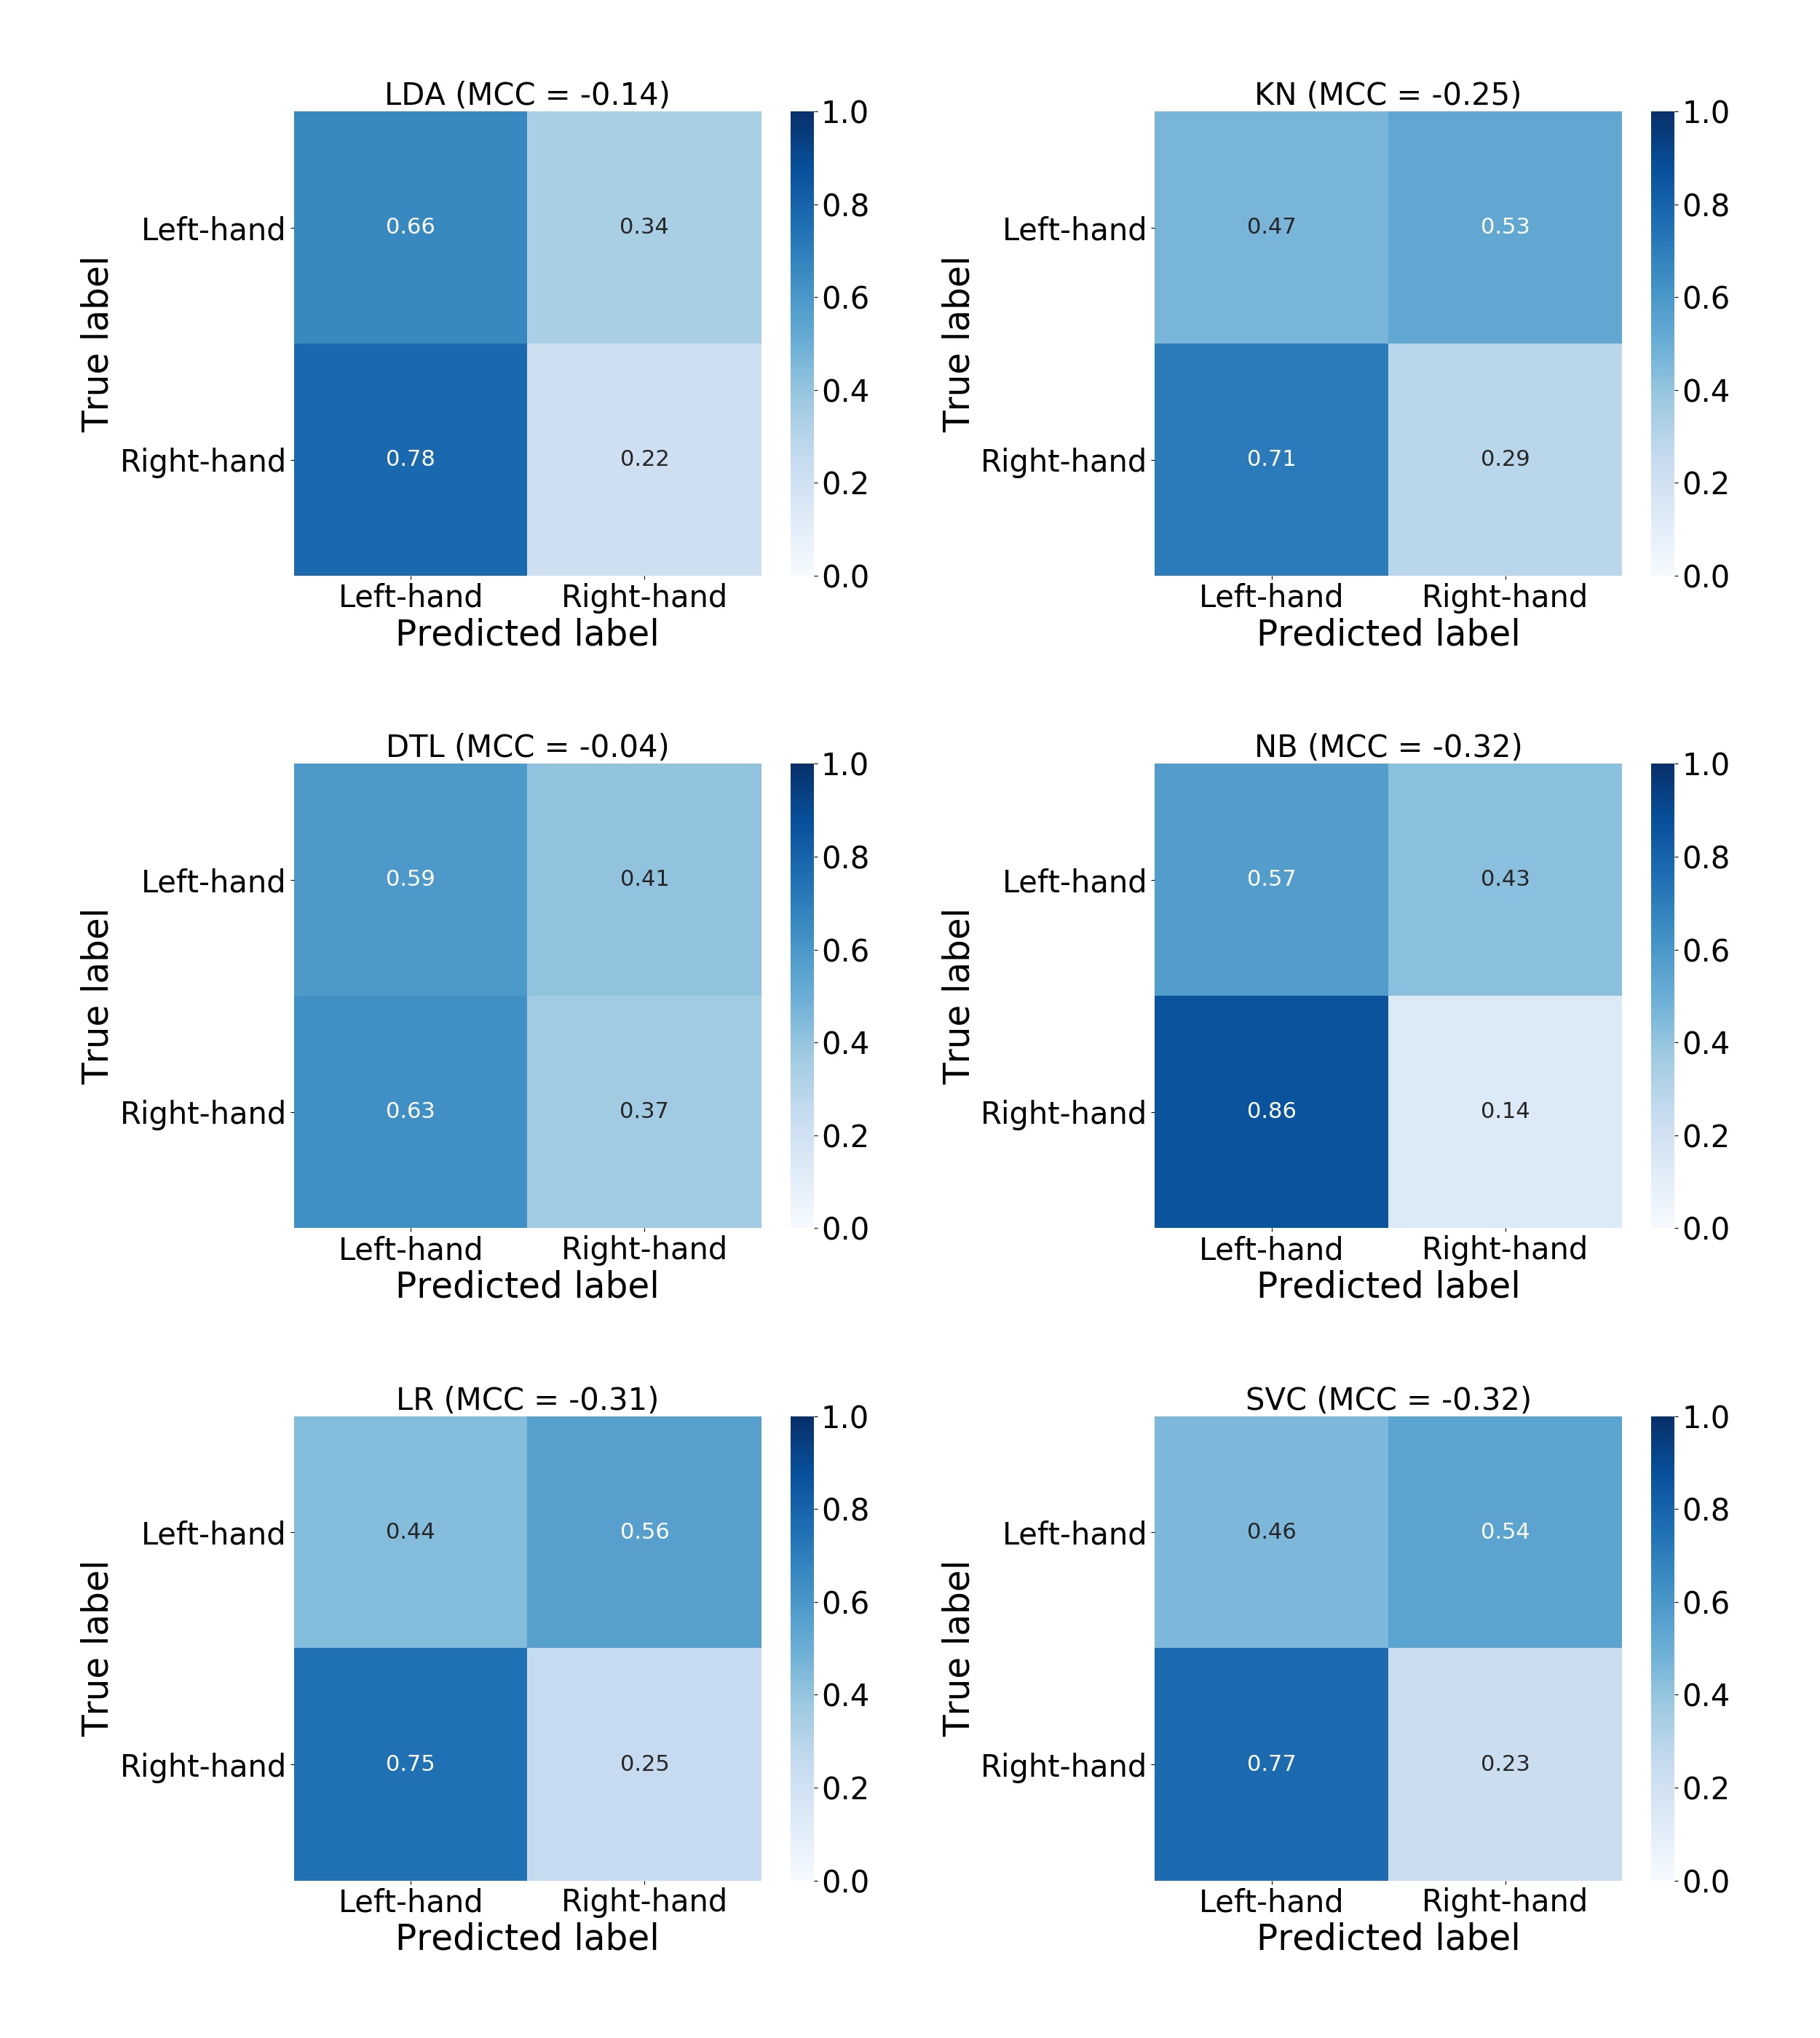 LDA (MCC = -0.14)
True label
Left-hand
Right-hand
0.66
0.34
0.78
0.22
Left-hand
Right-hand
Predicted label
1.0
0.8
0.6
0.4
0.2
0.0
KN (MCC = -0.25)
True label
Left-hand
Right-hand
0.47
0.53
0.71
0.29
Left-hand
Right-hand
Predicted label
1.0
0.8
0.6
0.4
0.2
0.0
DTL (MCC = -0.04)
True label
Left-hand
Right-hand
0.59
0.41
0.63
0.37
Left-hand
Right-hand
Predicted label
1.0
0.8
0.6
0.4
0.2
0.0
NB (MCC = -0.32)
True label
Left-hand
Right-hand
0.57
0.43
0.86
0.14
Left-hand
Right-hand
Predicted label
1.0
0.8
0.6
0.4
0.2
0.0
LR (MCC = -0.31)
True label
Left-hand
Right-hand
0.44
0.56
0.75
0.25
Left-hand
Right-hand
Predicted label
1.0
0.8
0.6
0.4
0.2
0.0
SVC (MCC = -0.32)
True label
Left-hand
Right-hand
0.46
0.54
0.77
0.23
Left-hand
Right-hand
Predicted label
1.0
0.8
0.6
0.4
0.2
0.0